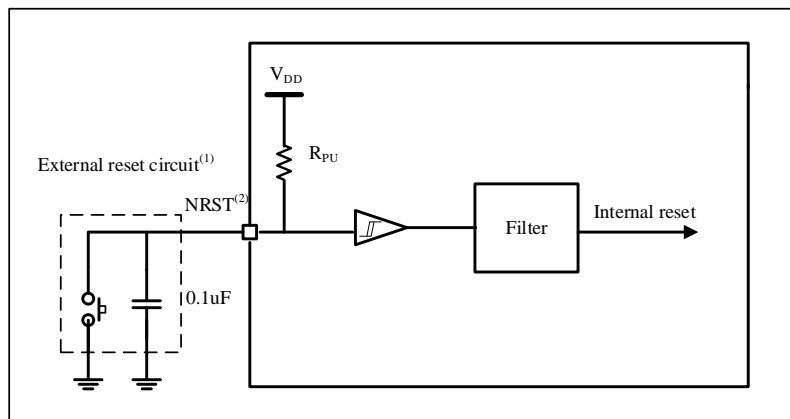 V_DD
R_PU
External reset circuit(1)
NRST(2)
0.1uF
Filter
Internal reset